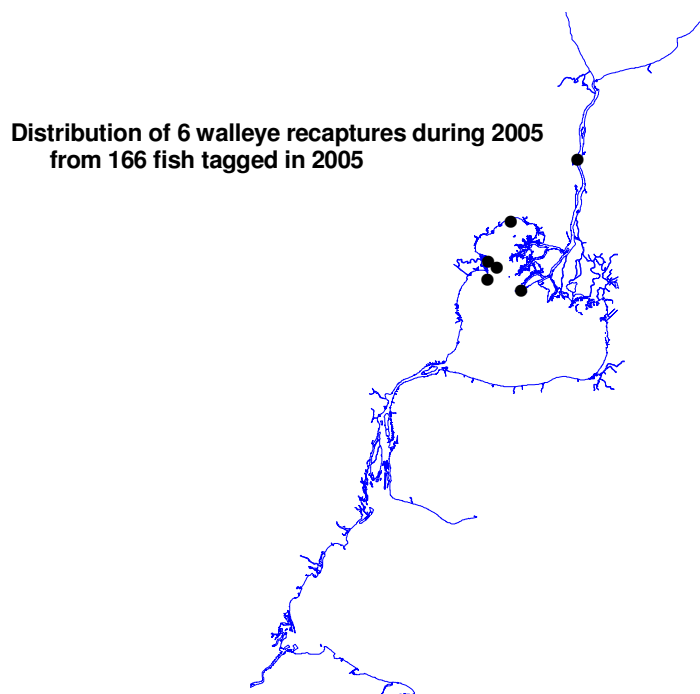 Distribution of 6 walleye recaptures during 2005
from 166 fish tagged in 2005